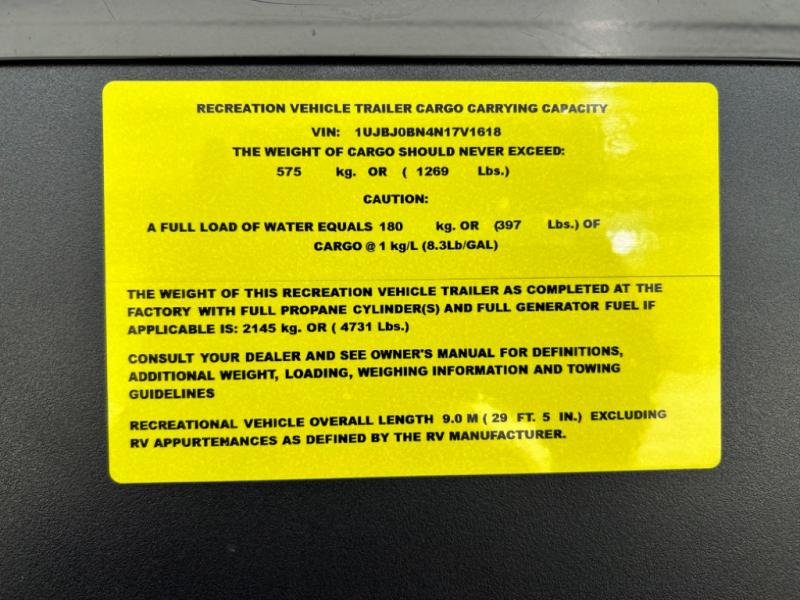 RECREATION VEHICLE TRAILER CARGO CARRYING CAPACITY
VIN: 1UJBJ0BN4N17V1618
THE WEIGHT OF CARGO SHOULD NEVER EXCEED:
575 kg. OR ( 1269 Lbs.)
CAUTION:
A FULL LOAD OF WATER EQUALS 180 kg. OR (397 Lbs.) OF
CARGO @ 1 kg/L (8.3Lb/GAL)
THE WEIGHT OF THIS RECREATION VEHICLE TRAILER AS COMPLETED AT THE
FACTORY WITH FULL PROPANE CYLINDER(S) AND FULL GENERATOR FUEL IF
APPLICABLE IS: 2145 kg. OR ( 4731 Lbs.)
CONSULT YOUR DEALER AND SEE OWNER'S MANUAL FOR DEFINITIONS,
ADDITIONAL WEIGHT, LOADING, WEIGHING INFORMATION AND TOWING
GUIDELINES
RECREATIONAL VEHICLE OVERALL LENGTH 9.0 M ( 29 FT. 5 IN.) EXCLUDING
RV APPURTENANCES AS DEFINED BY THE RV MANUFACTURER.